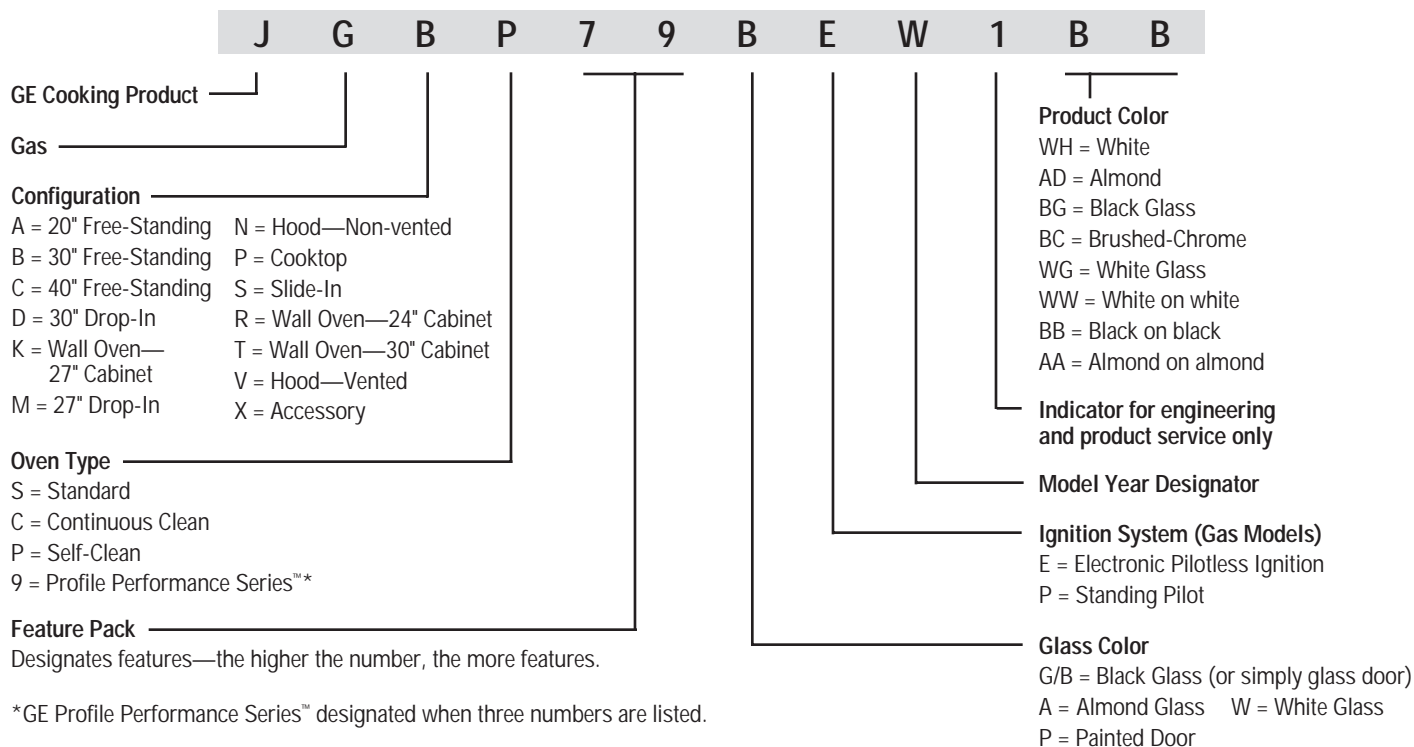 J G B P 7 9 B E W 1 B B
GE Cooking Product
Gas
Configuration
A = 20" Free-Standing
B = 30" Free-Standing
C = 40" Free-Standing
D = 30" Drop-In
K = Wall Oven—
27" Cabinet
M = 27" Drop-In
N = Hood—Non-vented
P = Cooktop
S = Slide-In
R = Wall Oven—24" Cabinet
T = Wall Oven—30" Cabinet
V = Hood—Vented
X = Accessory
Oven Type
S = Standard
C = Continuous Clean
P = Self-Clean
9 = Profile Performance Series™*
Feature Pack
Designates features—the higher the number, the more features.
*GE Profile Performance Series™ designated when three numbers are listed.
Product Color
WH = White
AD = Almond
BG = Black Glass
BC = Brushed-Chrome
WG = White Glass
WW = White on white
BB = Black on black
AA = Almond on almond
Indicator for engineering
and product service only
Model Year Designator
Ignition System (Gas Models)
E = Electronic Pilotless Ignition
P = Standing Pilot
Glass Color
G/B = Black Glass (or simply glass door)
A = Almond Glass W = White Glass
P = Painted Door